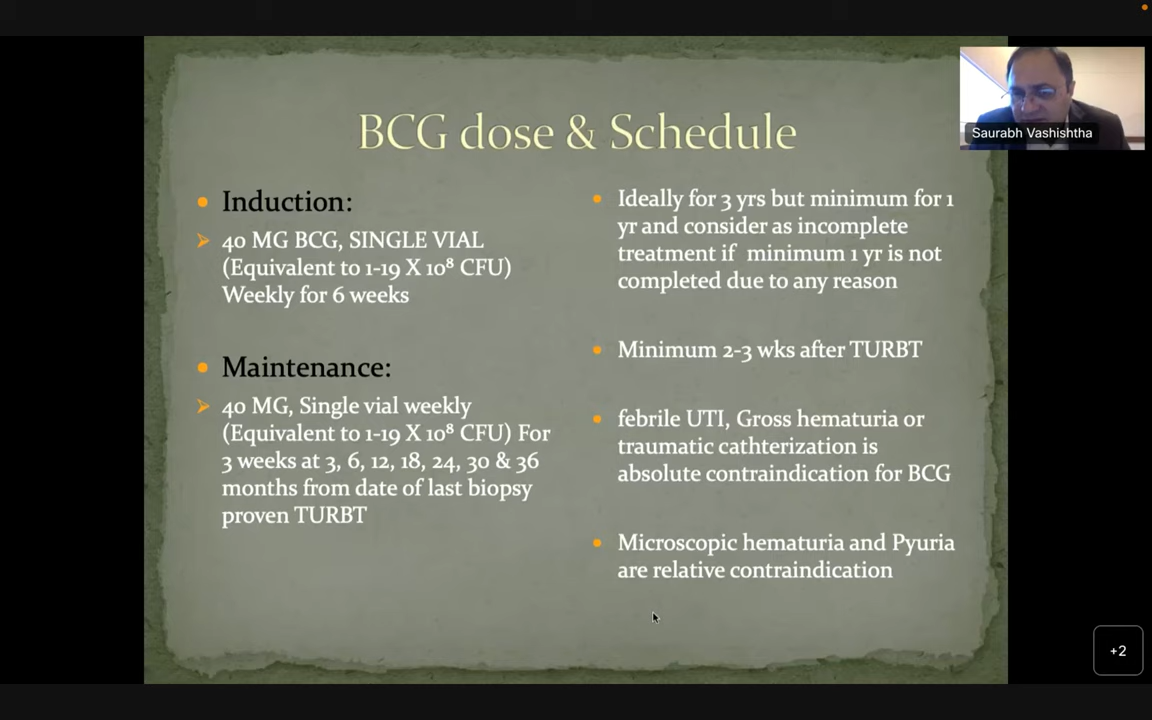 BCG dose & Schedule
Induction:
40 MG BCG, SINGLE VIAL
(Equivalent to 1-19 X 10⁸ CFU)
Weekly for 6 weeks
Maintenance:
40 MG, Single vial weekly
(Equivalent to 1-19 X 10⁸ CFU) For
3 weeks at 3, 6, 12, 18, 24, 30 & 36
months from date of last biopsy
proven TURBT
Ideally for 3 yrs but minimum for 1
yr and consider as incomplete
treatment if minimum 1 yr is not
completed due to any reason
Minimum 2-3 wks after TURBT
febrile UTI, Gross hematuria or
traumatic cathterization is
absolute contraindication for BCG
Microscopic hematuria and Pyuria
are relative contraindication
Saurabh Vashishtha
+2